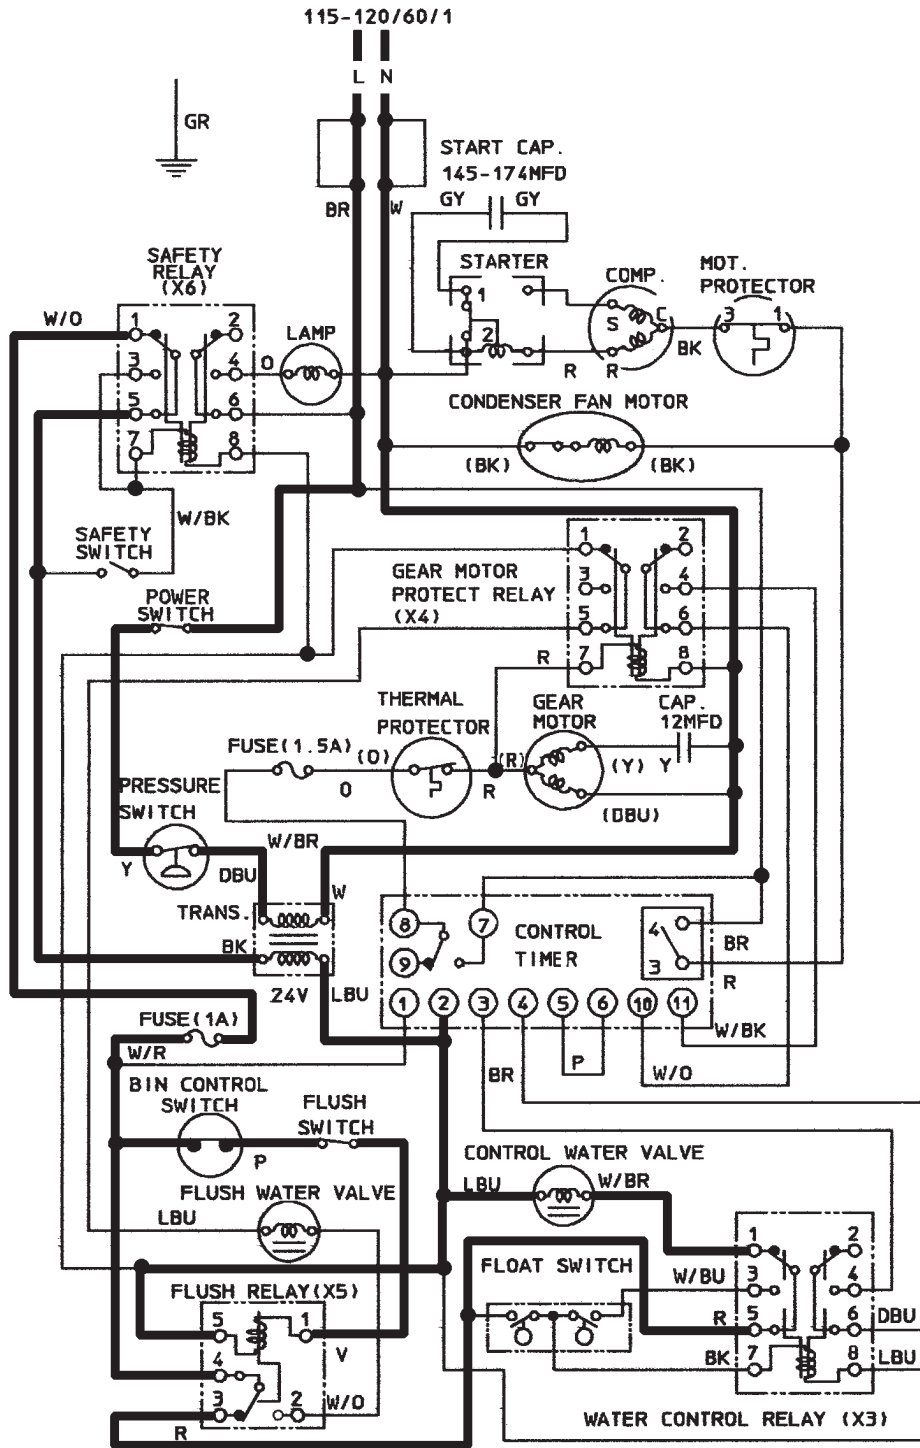 115-120/60/1
L N
GR
START CAP.
145-174MFD
GY GY
BR W
SAFETY
RELAY
(X6)
STARTER
COMP.
MOT.
PROTECTOR
W/O
1 2
LAMP
1
S C
3 1
3 4
O
2
BK
R R
5 6
CONDENSER FAN MOTOR
7 8
(BK) (BK)
W/BK
SAFETY
SWITCH
1 2
GEAR MOTOR
PROTECT RELAY
(X4)
3 4
POWER
SWITCH
5 6
R 7 8
THERMAL
PROTECTOR
GEAR
MOTOR
CAP.
12MFD
FUSE(1.5A) (O)
O
R
(R)
(Y) Y
(DBU)
PRESSURE
SWITCH
W/BR
Y
DBU
W
TRANS.
8 7
CONTROL
TIMER
4
BR
BK
9
3
R
24V LBU
1 2 3 4 5 6 10 11
FUSE(1A)
W/BK
W/R
BR P W/O
BIN CONTROL
SWITCH
FLUSH
SWITCH
P
CONTROL WATER VALVE
LBU W/BR
FLUSH WATER VALVE
LBU
1 2
FLOAT SWITCH
W/BU 3 4
FLUSH RELAY(X5)
5 1
V
R 5 6 DBU
4
BK 7 8 LBU
3 2 W/O
R
WATER CONTROL RELAY (X3)